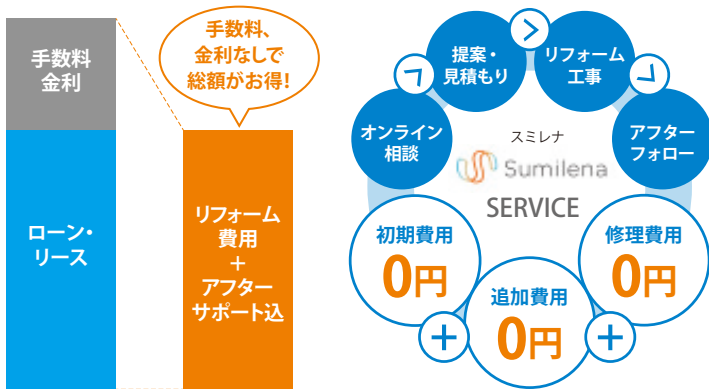 手数料
金利
ローン・
リース
手数料、
金利なしで
総額がお得!
リフォーム
費用
+
アフター
サポート込
オンライン
相談
提案・
見積もり
リフォーム
工事
アフター
フォロー
スミレナ
Sumilena
SERVICE
初期費用
0円
+
追加費用
0円
+
修理費用
0円